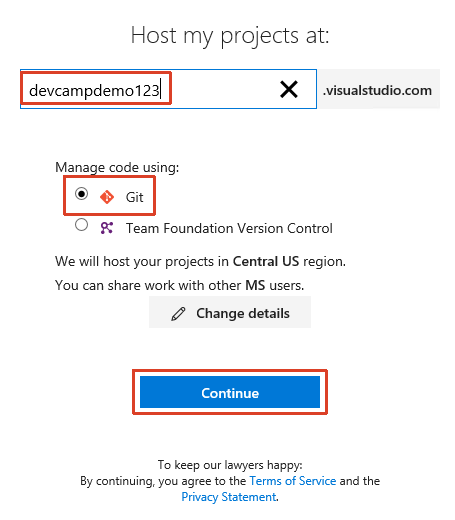 Host my projects at:
devcampdemo123 .visualstudio.com
Manage code using:
Git
Team Foundation Version Control
We will host your projects in Central US region.
You can share work with other MS users.
Change details
Continue
To keep our lawyers happy:
By continuing, you agree to the Terms of Service and the
Privacy Statement.